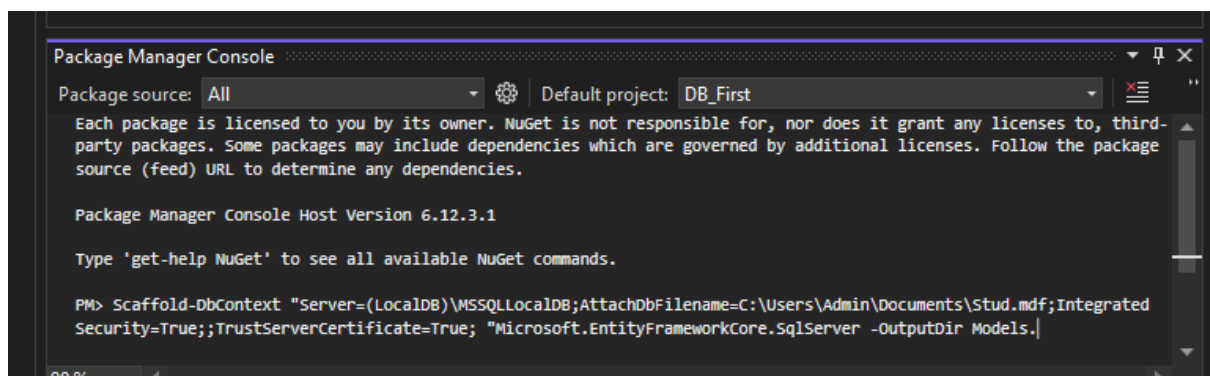 Package Manager Console
Package source: All Default project: DB_First
Each package is licensed to you by its owner. NuGet is not responsible for, nor does it grant any licenses to, third-
party packages. Some packages may include dependencies which are governed by additional licenses. Follow the package
source (feed) URL to determine any dependencies.
Package Manager Console Host Version 6.12.3.1
Type 'get-help NuGet' to see all available NuGet commands.
PM> Scaffold-DbContext "Server=(LocalDB)\MSSQLLocalDB;AttachDbFilename=C:\Users\Admin\Documents\Stud.mdf;Integrated
Security=True;;TrustServerCertificate=True; "Microsoft.EntityFrameworkCore.SqlServer -OutputDir Models.